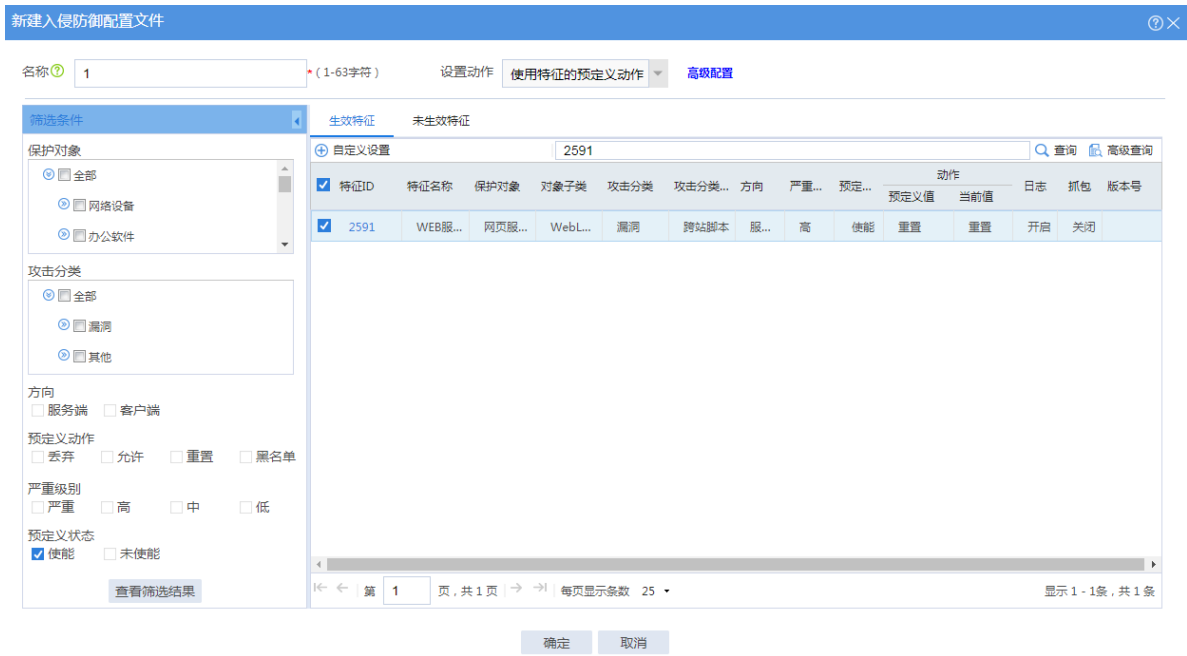 新建入侵防御配置文件
名称 1 *(1-63字符) 设置动作 使用特征的预定义动作 高级配置
筛选条件
保护对象
全部
网络设备
办公软件
攻击分类
全部
漏洞
其他
方向
服务端 客户端
预定义动作
丢弃 允许 重置 黑名单
严重级别
严重 高 中 低
预定义状态
使能 未使能
查看筛选结果
生效特征 未生效特征
自定义设置 2591 查询 高级查询
特征ID 特征名称 保护对象 对象子类 攻击分类 攻击分类... 方向 严重... 预定... 动作 日志 抓包 版本号
预定义值 当前值
2591 WEB服... 网页服... WebL... 漏洞 跨站脚本 服... 高 使能 重置 重置 开启 关闭
第 1 页,共1页 每页显示条数 25 显示 1 - 1条,共 1 条
确定 取消